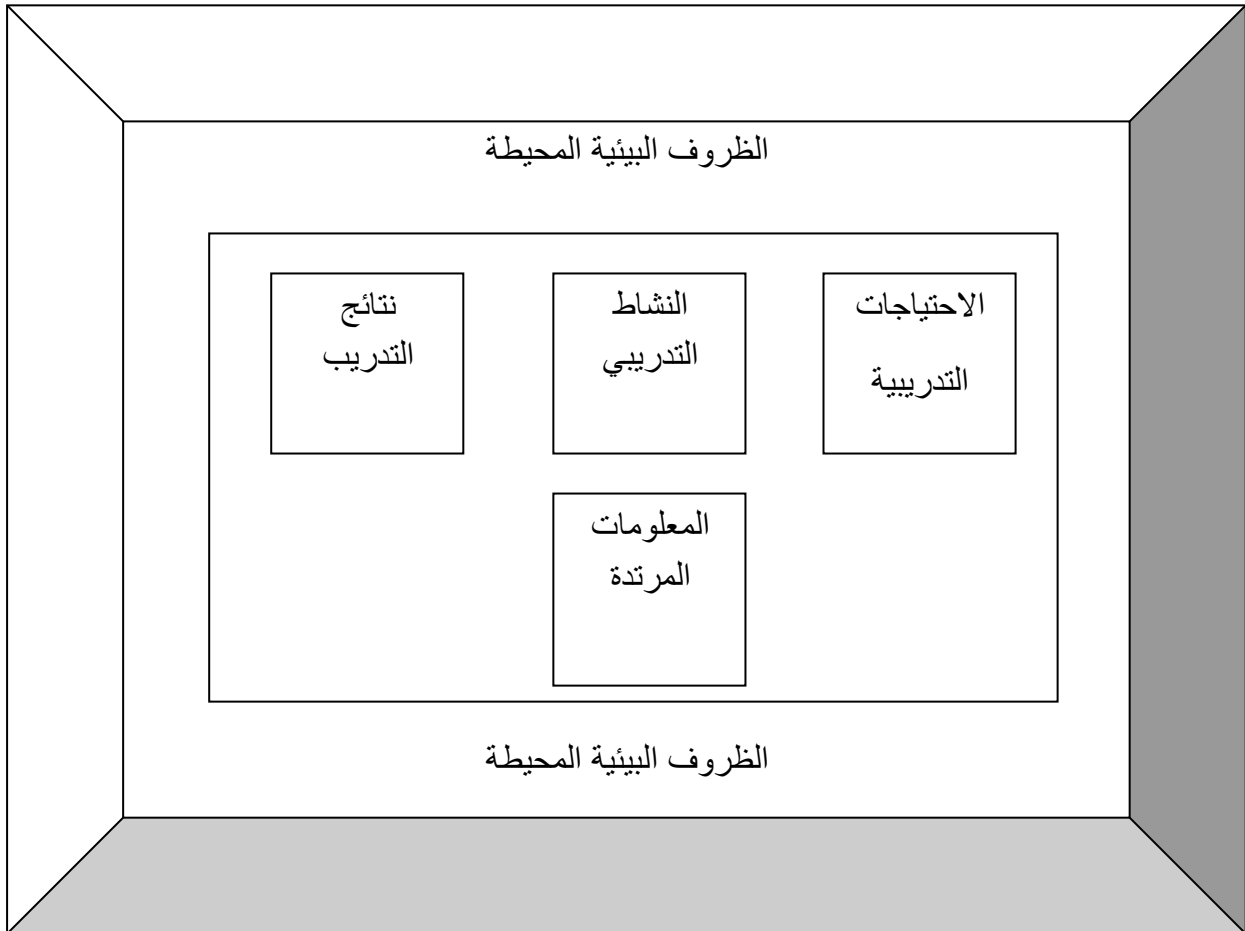 الظروف البيئية المحيطة
الاحتياجات
التدريبية
النشاط
التدريبي
نتائج
التدريب
المعلومات
المرتدة
الظروف البيئية المحيطة